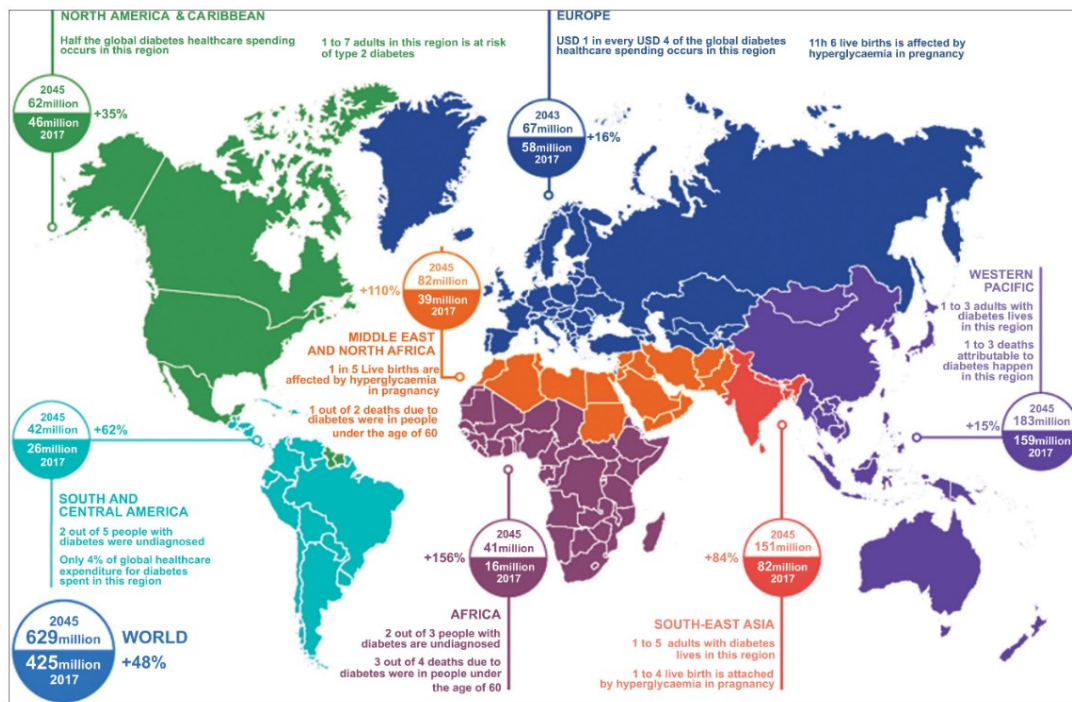 NORTH AMERICA & CARIBBEAN
Half the global diabetes healthcare spending
occurs in this region
1 to 7 adults in this region is at risk
of type 2 diabetes
2045
62million
46million
2017
+35%
EUROPE
USD 1 in every USD 4 of the global diabetes
healthcare spending occurs in this region
11h 6 live births is affected by
hyperglycaemia in pregnancy
2043
67million
58million
2017
+16%
+110%
2045
82million
39million
2017
MIDDLE EAST
AND NORTH AFRICA
1 in 5 Live births are
affected by hyperglycaemia
in pragnancy
1 out of 2 deaths due to
diabetes were in people
under the age of 60
WESTERN
PACIFIC
1 to 3 adults with
diabetes lives
in this region
1 to 3 deaths
attributable to
diabetes happen
in this region
+15%
2045
183million
159million
2017
2045
42million
26million
2017
+62%
SOUTH AND
CENTRAL AMERICA
2 out of 5 people with
diabetes were undiagnosed
Only 4% of global healthcare
expenditure for diabetes
spent in this region
+156%
2045
41million
16million
2017
AFRICA
2 out of 3 people with
diabetes are undiagnosed
3 out of 4 deaths due to
diabetes were in people under
the age of 60
+84%
2045
151million
82million
2017
SOUTH-EAST ASIA
1 to 5 adults with diabetes
lives in this region
1 to 4 live birth is attached
by hyperglycaemia in pragnancy
2045
629million
425million
2017
WORLD
+48%